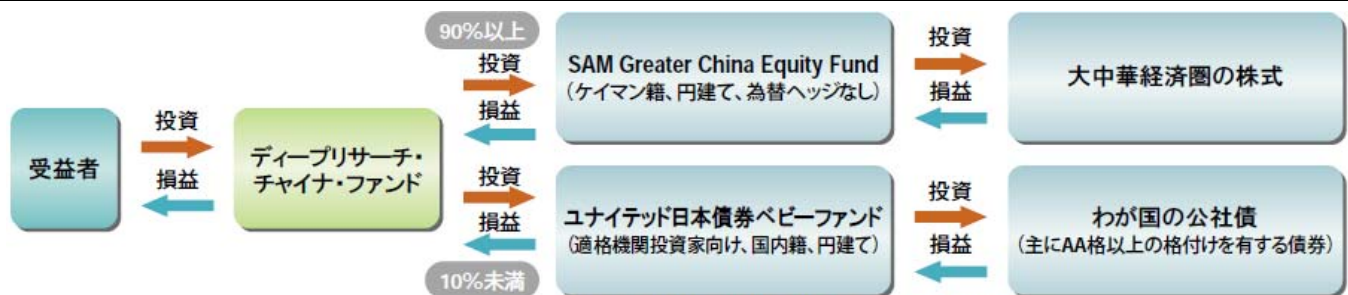 受益者
投資
損益
ディープリサーチ・
チャイナ・ファンド
90%以上
投資
損益
SAM Greater China Equity Fund
(ケイマン籍、円建て、為替ヘッジなし)
投資
損益
大中華経済圏の株式
投資
損益
10%未満
ユナイテッド日本債券ベビーファンド
(適格機関投資家向け、国内籍、円建て)
投資
損益
わが国の公社債
(主にAA格以上の格付けを有する債券)